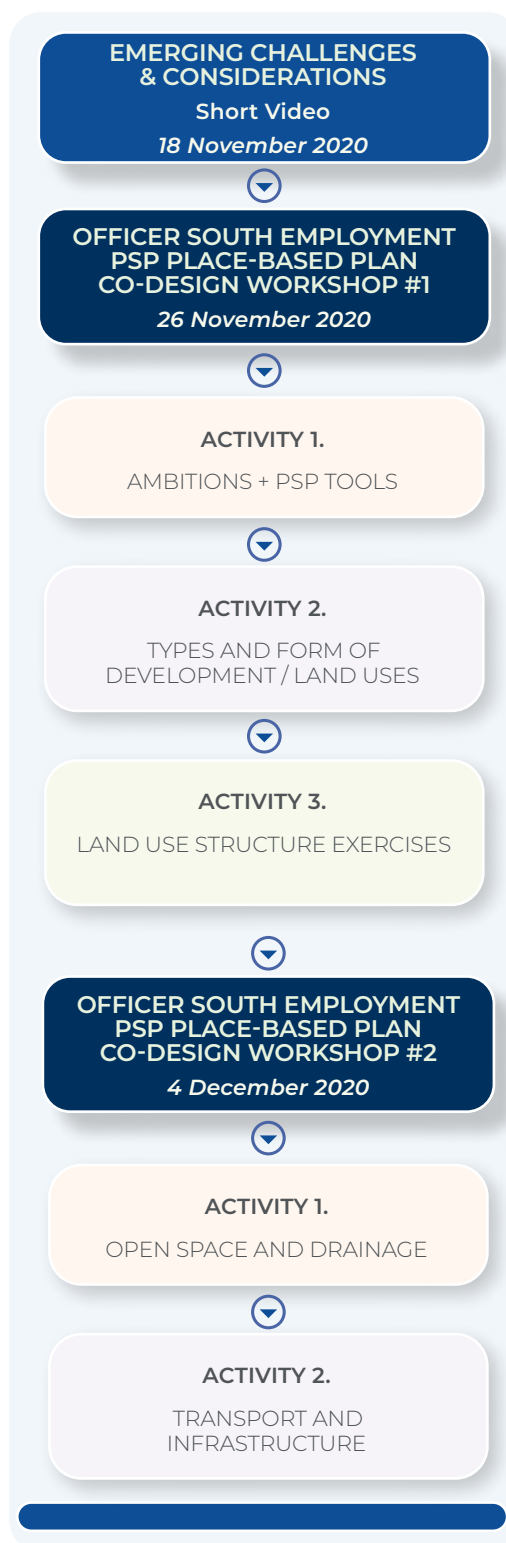 EMERGING CHALLENGES
& CONSIDERATIONS
Short Video
18 November 2020
OFFICER SOUTH EMPLOYMENT
PSP PLACE-BASED PLAN
CO-DESIGN WORKSHOP #1
26 November 2020
ACTIVITY 1.
AMBITIONS + PSP TOOLS
ACTIVITY 2.
TYPES AND FORM OF
DEVELOPMENT / LAND USES
ACTIVITY 3.
LAND USE STRUCTURE EXERCISES
OFFICER SOUTH EMPLOYMENT
PSP PLACE-BASED PLAN
CO-DESIGN WORKSHOP #2
4 December 2020
ACTIVITY 1.
OPEN SPACE AND DRAINAGE
ACTIVITY 2.
TRANSPORT AND
INFRASTRUCTURE